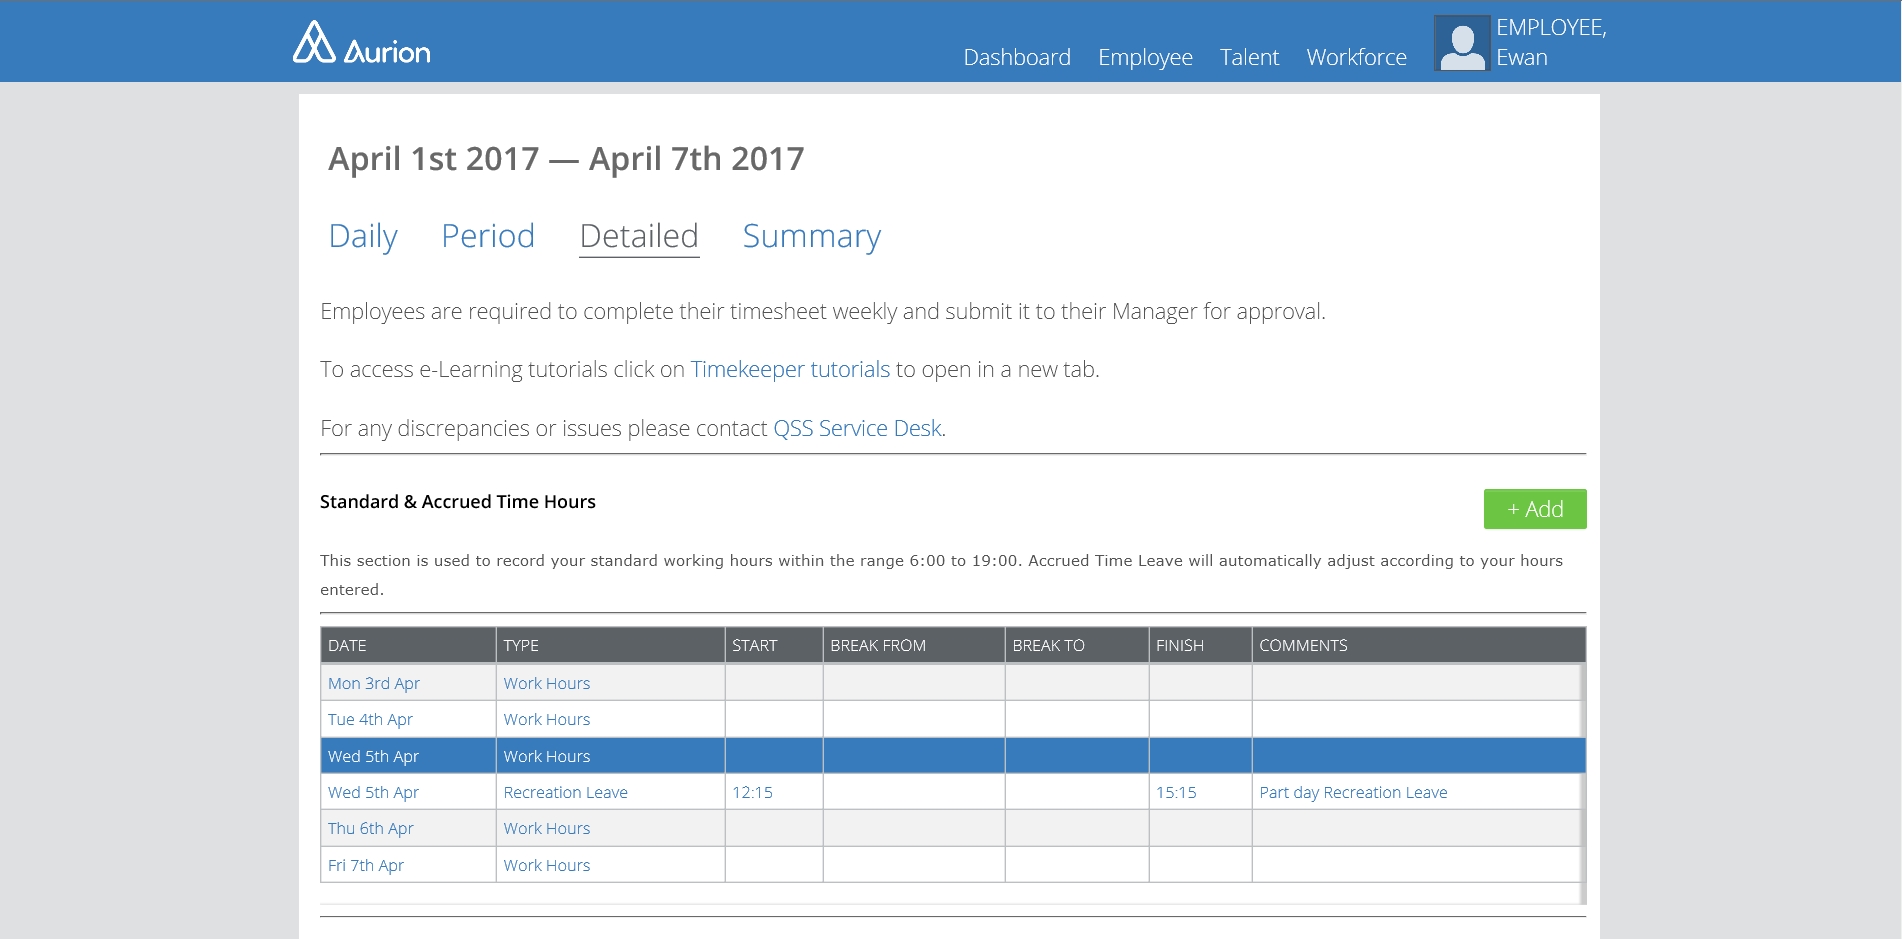 Aurion
Dashboard Employee Talent Workforce EMPLOYEE,
Ewan
April 1st 2017 — April 7th 2017
Daily Period Detailed Summary
Employees are required to complete their timesheet weekly and submit it to their Manager for approval.
To access e-Learning tutorials click on Timekeeper tutorials to open in a new tab.
For any discrepancies or issues please contact QSS Service Desk.
Standard & Accrued Time Hours
+ Add
This section is used to record your standard working hours within the range 6:00 to 19:00. Accrued Time Leave will automatically adjust according to your hours
entered.
DATE TYPE START BREAK FROM BREAK TO FINISH COMMENTS
Mon 3rd Apr Work Hours
Tue 4th Apr Work Hours
Wed 5th Apr Work Hours
Wed 5th Apr Recreation Leave 12:15 15:15 Part day Recreation Leave
Thu 6th Apr Work Hours
Fri 7th Apr Work Hours